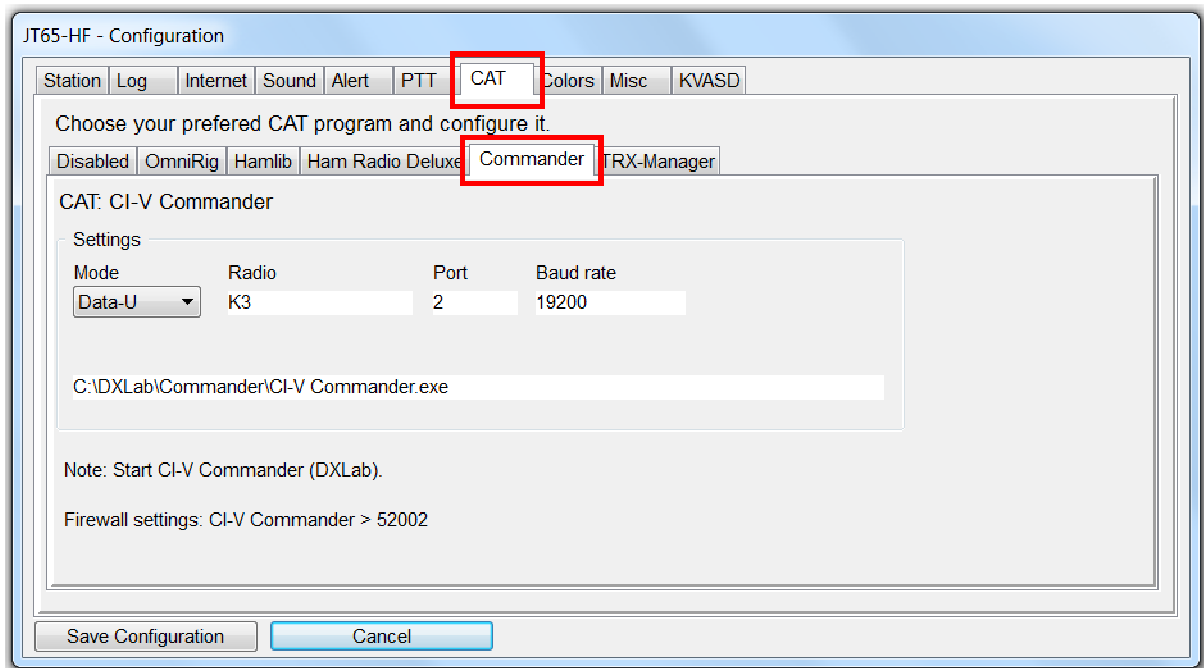 JT65-HF - Configuration
Station Log Internet Sound Alert PTT CAT Colors Misc KVASD
Choose your prefered CAT program and configure it.
Disabled OmniRig Hamlib Ham Radio Deluxe Commander TRX-Manager
CAT: CI-V Commander
Settings
Mode Radio Port Baud rate
Data-U K3 2 19200
C:\DXLab\Commander\CI-V Commander.exe
Note: Start CI-V Commander (DXLab).
Firewall settings: CI-V Commander > 52002
Save Configuration Cancel